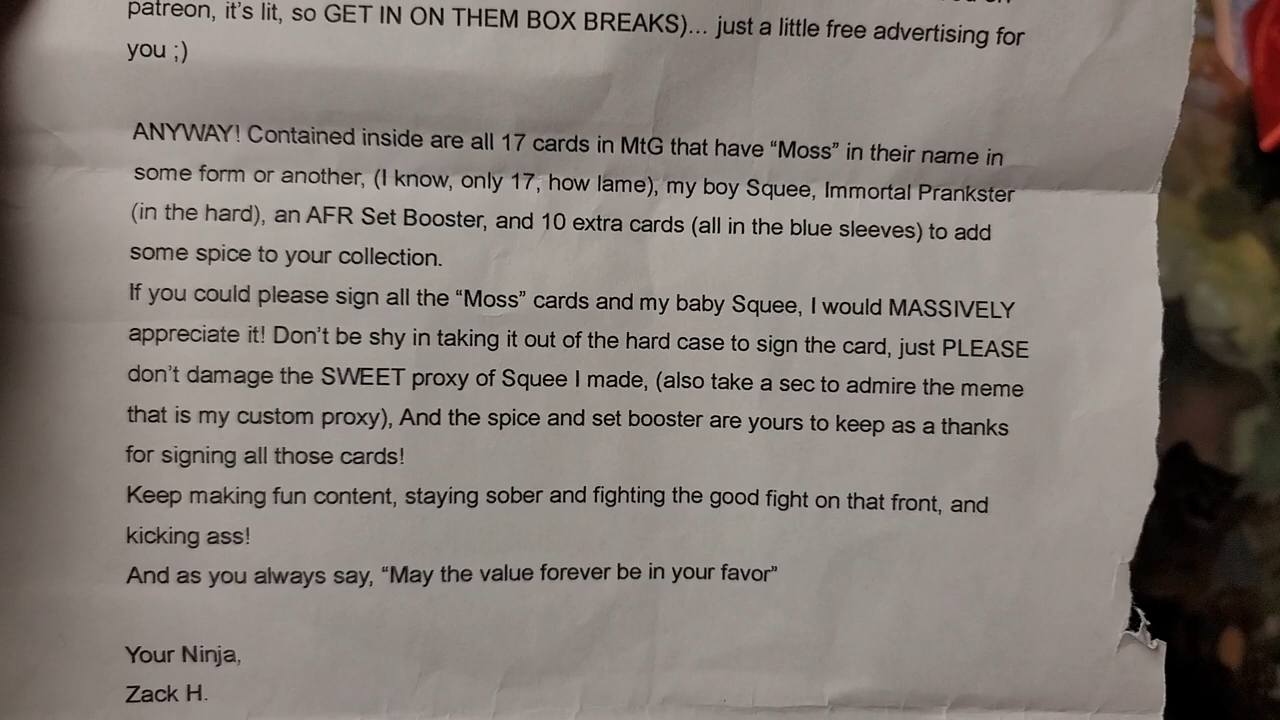 patreon, it's lit, so GET IN ON THEM BOX BREAKS)... just a little free advertising for
you ;)
ANYWAY! Contained inside are all 17 cards in MtG that have “Moss” in their name in
some form or another, (I know, only 17, how lame), my boy Squee, Immortal Prankster
(in the hard), an AFR Set Booster, and 10 extra cards (all in the blue sleeves) to add
some spice to your collection.
If you could please sign all the “Moss” cards and my baby Squee, I would MASSIVELY
appreciate it! Don't be shy in taking it out of the hard case to sign the card, just PLEASE
don't damage the SWEET proxy of Squee I made, (also take a sec to admire the meme
that is my custom proxy), And the spice and set booster are yours to keep as a thanks
for signing all those cards!
Keep making fun content, staying sober and fighting the good fight on that front, and
kicking ass!
And as you always say, “May the value forever be in your favor”
Your Ninja,
Zack H.